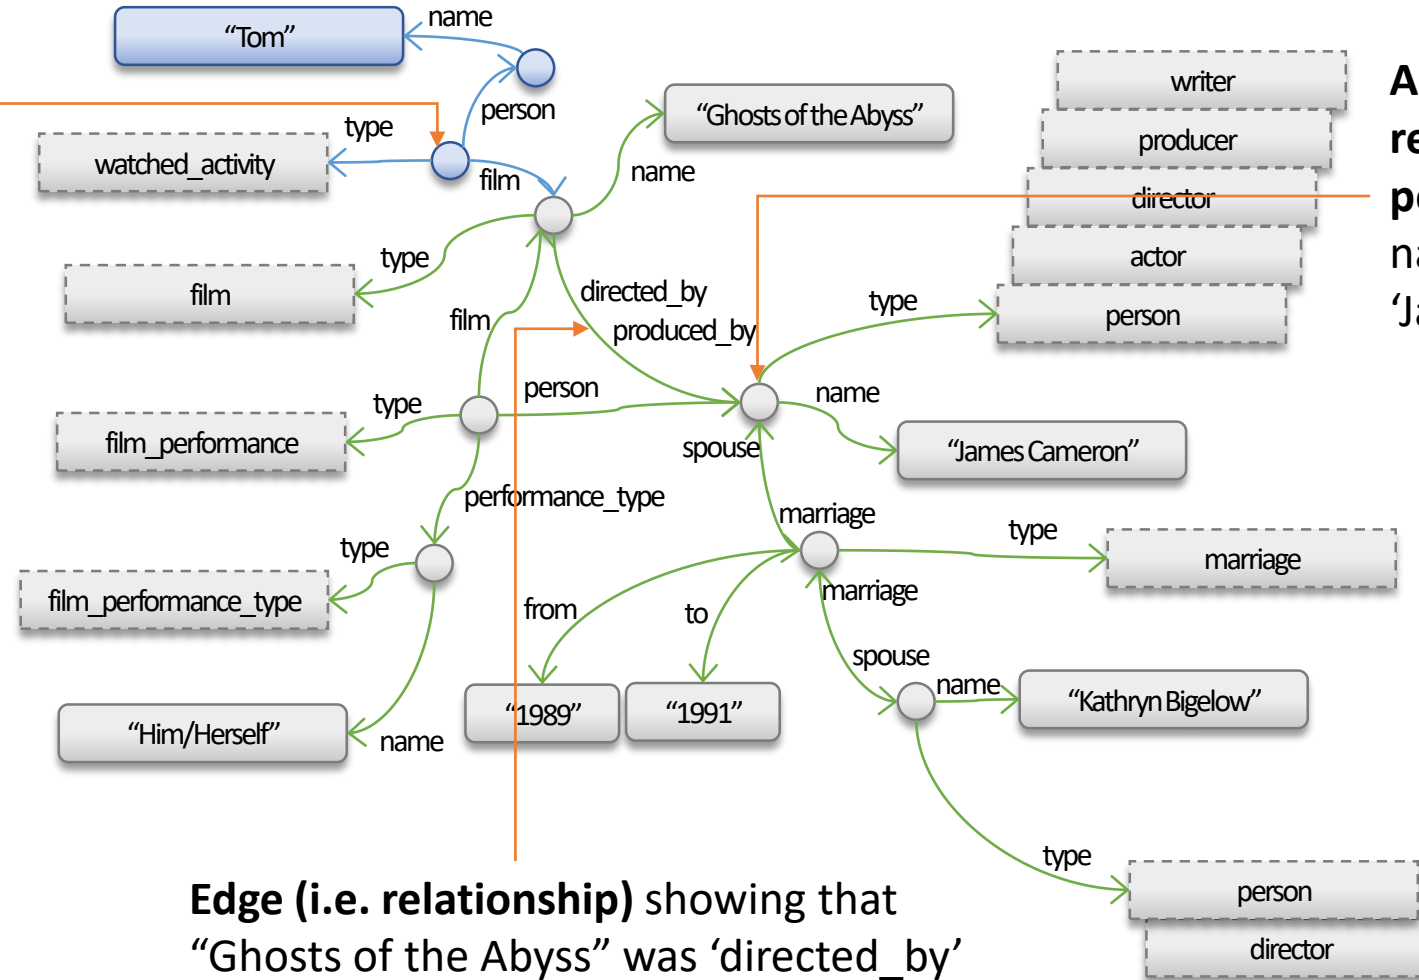 “Tom”
name
person
type
watched_activity
film
“Ghosts of the Abyss”
name
writer
producer
director
actor
person
type
film
type
film
directed_by
produced_by
type
film_performance
person
name
“James Cameron”
spouse
performance_type
marriage
type
marriage
type
film_performance_type
marriage
from
to
spouse
name
“Kathryn Bigelow”
“1989”
“1991”
“Him/Herself”
name
type
person
director
Edge (i.e. relationship) showing that
“Ghosts of the Abyss” was ‘directed_by’
A
re
na
‘Ja